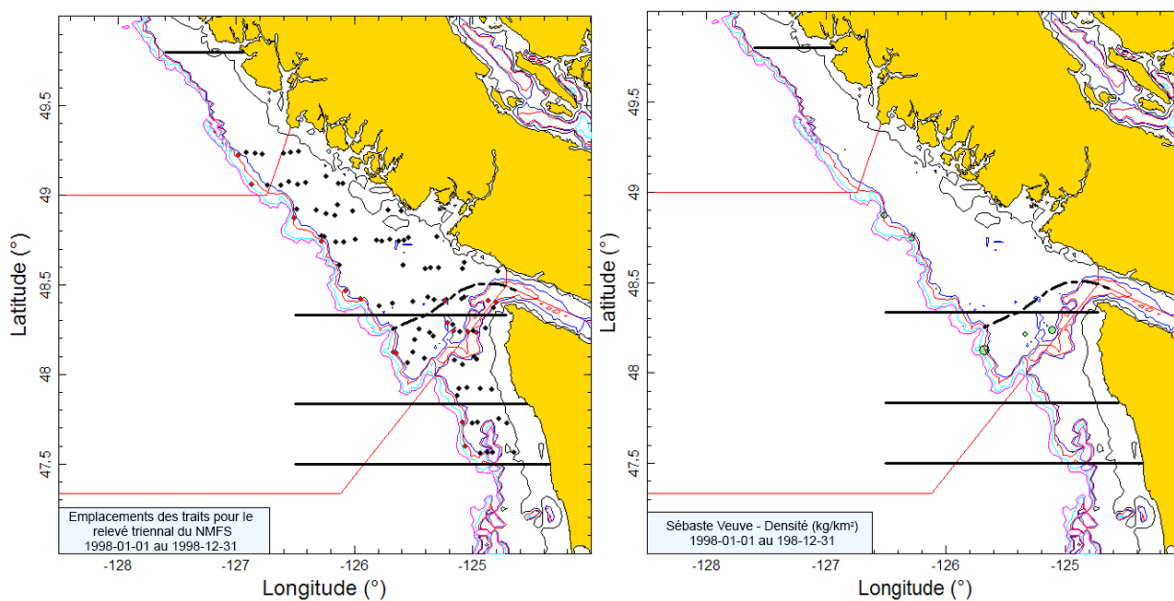 Latitude (°)
49.5
49
48.5
48
47.5
Emplacements des traits pour le
relevé triennal du NMFS
1998-01-01 au 1998-12-31
-128
-127
-126
-125
Longitude (°)
Latitude (°)
49.5
49
48.5
48
47.5
Sébaste Veuve - Densité (kg/km²)
1998-01-01 au 198-12-31
-128
-127
-126
-125
Longitude (°)